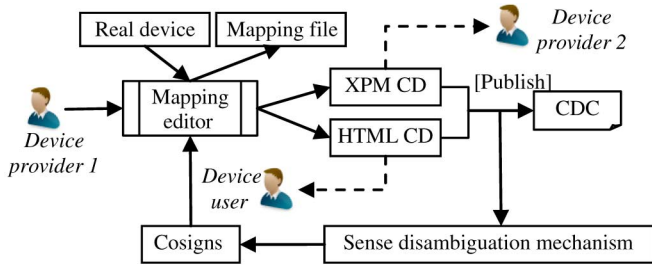 Real device
Mapping file
Device
provider 2
XPM CD
[Publish]
Mapping
editor
CDC
Device
provider 1
HTML CD
Device
user
Cosigns
Sense disambiguation mechanism